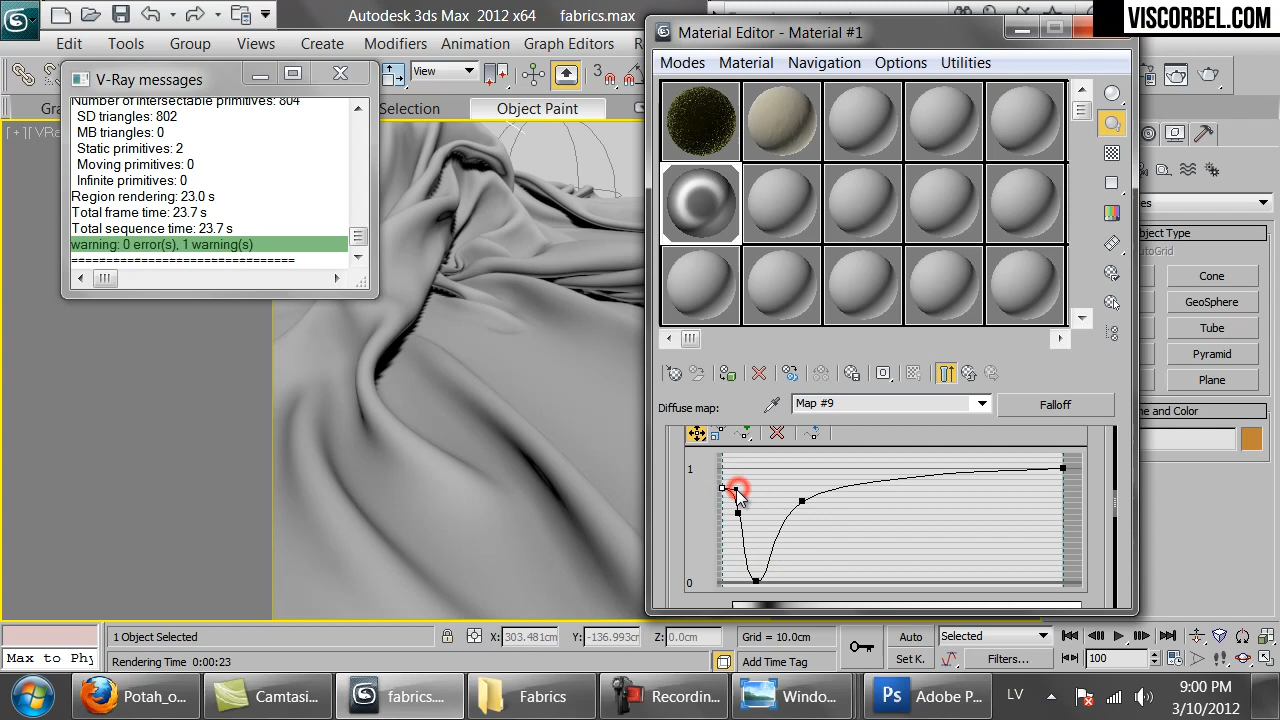 Autodesk 3ds Max 2012 x64 fabrics.max
VISCORBEL.COM
Material Editor - Material #1
Edit Tools Group Views Create Modifiers Animation Graph Editors
Modes Material Navigation Options Utilities
V-Ray messages
View
3
Selection
Object Paint
Number of intersectable primitives: 804
SD triangles: 802
MB triangles: 0
Static primitives: 2
Moving primitives: 0
Infinite primitives: 0
Region rendering: 23.0 s
Total frame time: 23.7 s
Total sequence time: 23.7 s
warning: 0 error(s), 1 warning(s)
==============================
Object Type
Cone
GeoSphere
Tube
Pyramid
Plane
Diffuse map:
Map #9
Falloff
me and Color
1
0
1 Object Selected
X: 303.481cm
Y: -136.993cm
Z: 0.0cm
Grid = 10.0cm
Auto
Selected
Max to Phy
Rendering Time 0:00:23
Add Time Tag
Set K.
Filters...
100
Potah_o...
Camtasi...
fabrics....
Fabrics
Recordin...
Windo...
Ps
Adobe P...
LV
9:00 PM
3/10/2012